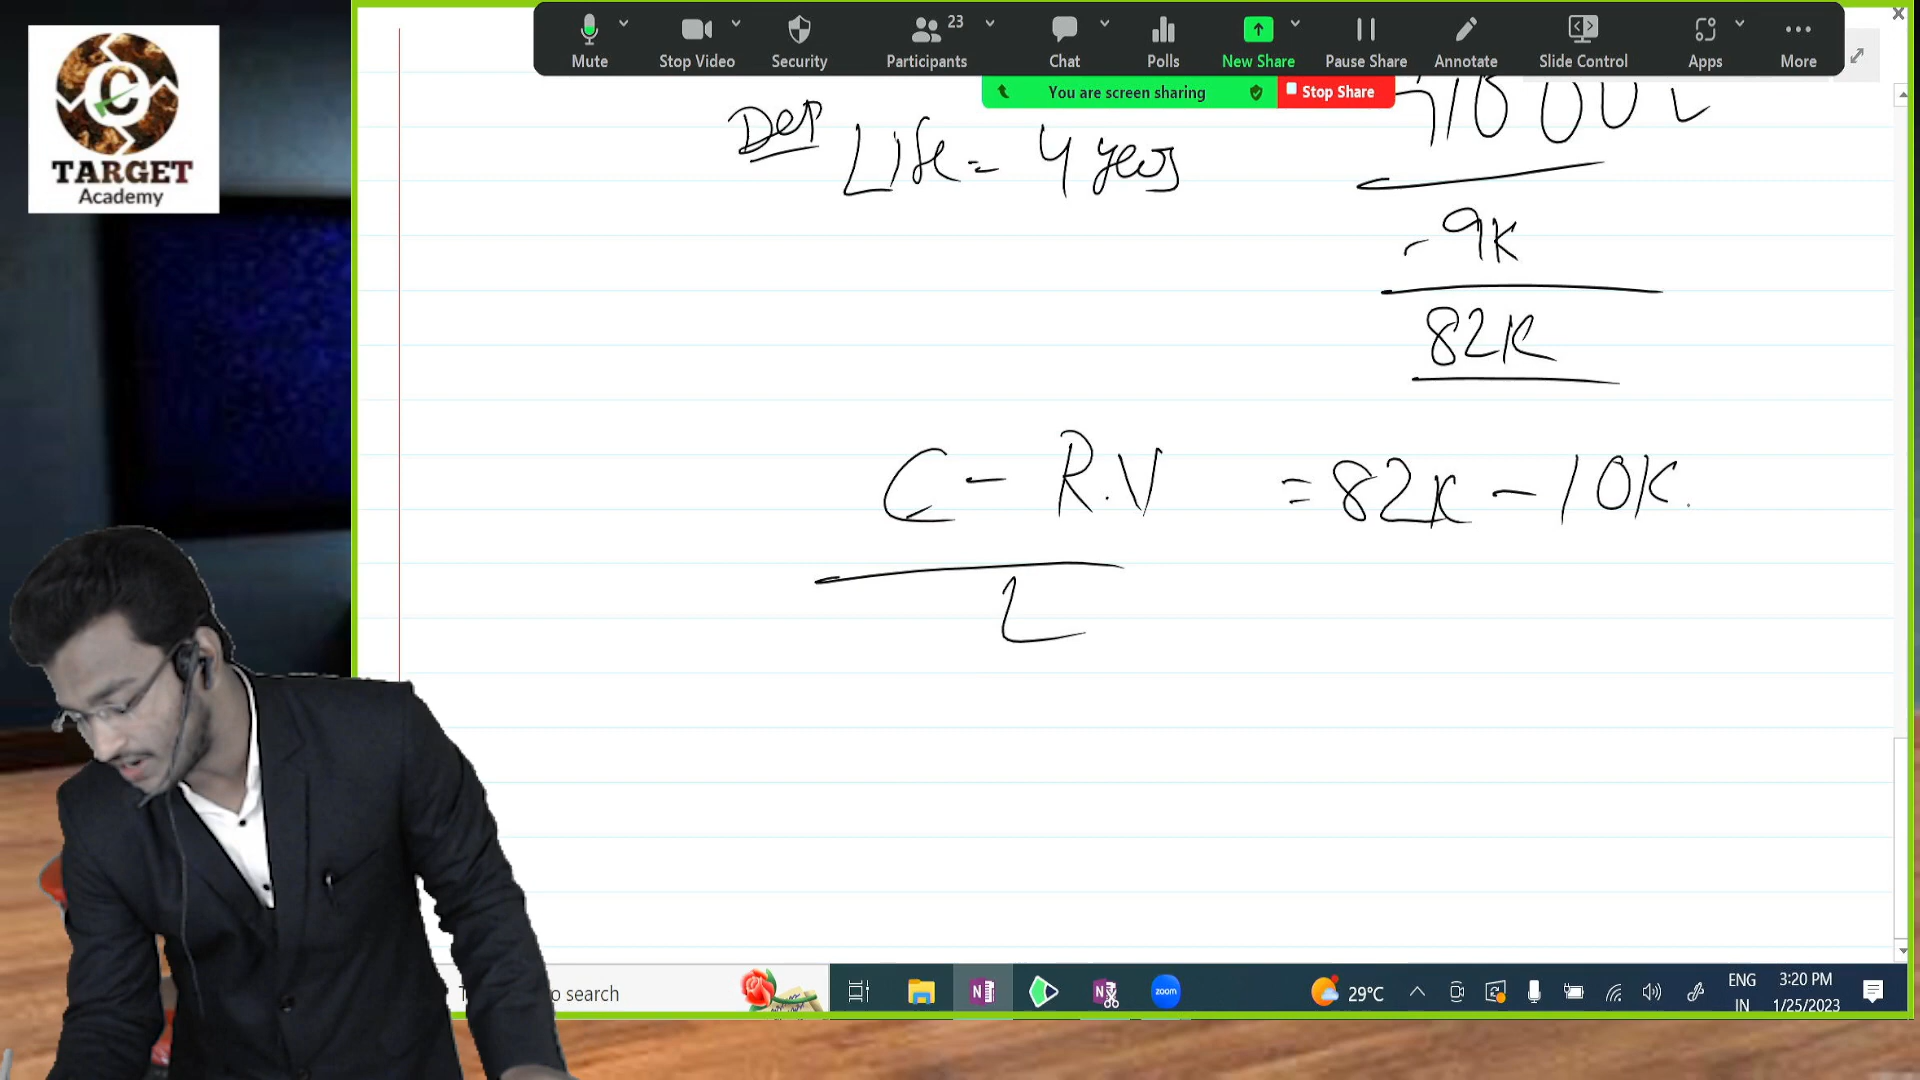 Mute
Stop Video
Security
Participants 23
Chat
Polls
New Share
Pause Share
Annotate
Slide Control
Apps
More
You are screen sharing
Stop Share
C
TARGET
Academy
Dep
Life = 4 years
- 9K
82K
C - R.V = 82K - 10K.
L
o search
N
N
zoom
29°C
ENG
IN
3:20 PM
1/25/2023